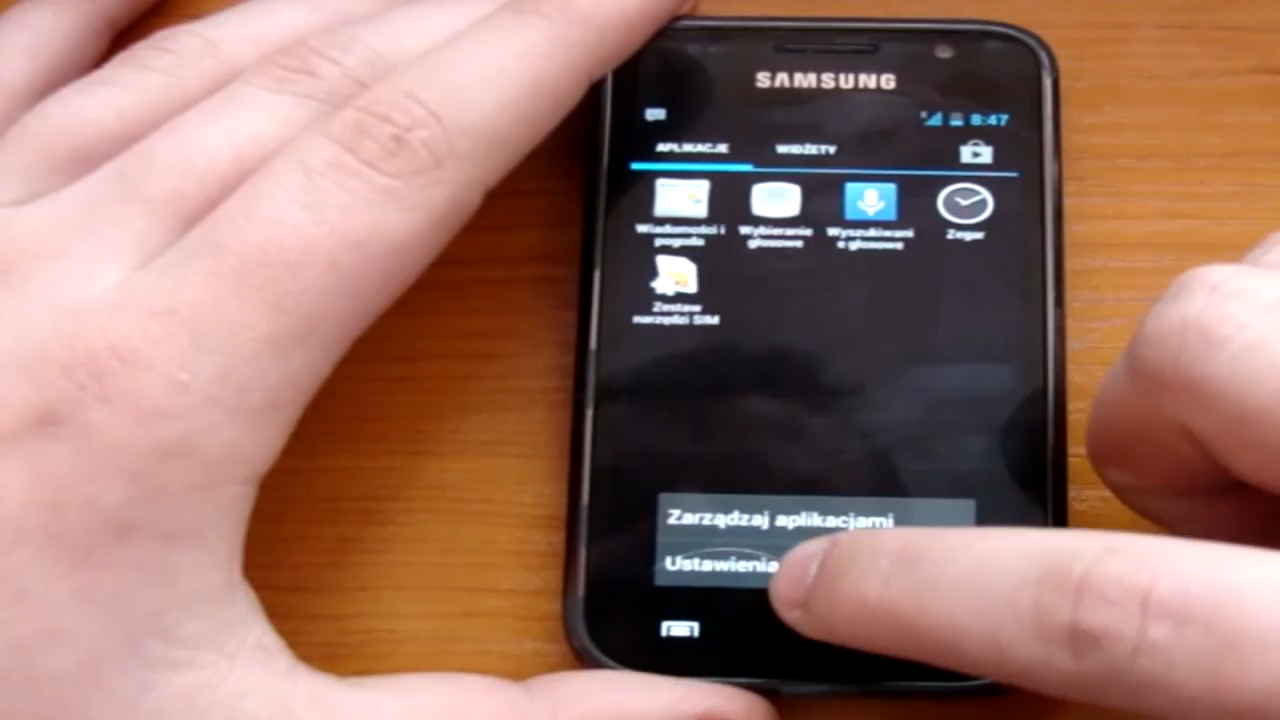 SAMSUNG
8:47
APLIKACJE WIDŻETY
Wiadomości i pogoda
Wybieranie głosowe
Wyszukiwani e głosowe
Zegar
Zestaw narzędzi SIM
Zarządzaj aplikacjami
Ustawienia